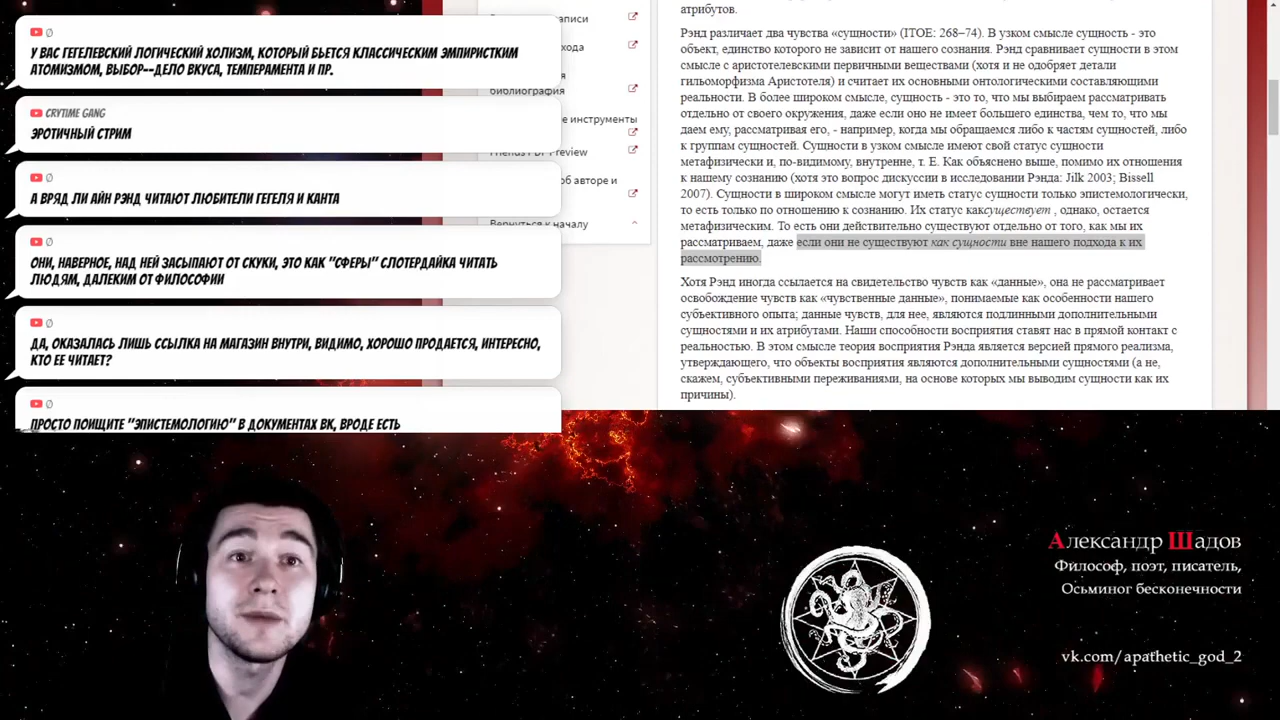 Ø
У ВАС ГЕГЕЛЕВСКИЙ ЛОГИЧЕСКИЙ ХОЛИЗМ, КОТОРЫЙ БЬЕТСЯ КЛАССИЧЕСКИМ ЭМПИРИСТКИМ
АТОМИЗМОМ, ВЫБОР--ДЕЛО ВКУСА, ТЕМПЕРАМЕНТА И ПР.
CRYTIME GANG
ЭРОТИЧНЫЙ СТРИМ
Ø
А ВРЯД ЛИ АЙН РЭНД ЧИТАЮТ ЛЮБИТЕЛИ ГЕГЕЛЯ И КАНТА
Ø
ОНИ, НАВЕРНОЕ, НАД НЕЙ ЗАСЫПАЮТ ОТ СКУКИ, ЭТО КАК "СФЕРЫ" СЛОТЕРДАЙКА ЧИТАТЬ
ЛЮДЯМ, ДАЛЕКИМ ОТ ФИЛОСОФИИ
Ø
ДА, ОКАЗАЛАСЬ ЛИШЬ ССЫЛКА НА МАГАЗИН ВНУТРИ, ВИДИМО, ХОРОШО ПРОДАЕТСЯ, ИНТЕРЕСНО,
КТО ЕЕ ЧИТАЕТ?
Ø
ПРОСТО ПОИЩИТЕ "ЭПИСТЕМОЛОГИЮ" В ДОКУМЕНТАХ ВК, ВРОДЕ ЕСТЬ
библиография
инструменты
PDF Preview
об авторе и
Вернуться к началу
атрибутов.
Рэнд различает два чувства «сущности» (ITOE: 268–74). В узком смысле сущность - это
объект, единство которого не зависит от нашего сознания. Рэнд сравнивает сущности в этом
смысле с аристотелевскими первичными веществами (хотя и не одобряет детали
гильоморфизма Аристотеля) и считает их основными онтологическими составляющими
реальности. В более широком смысле, сущность - это то, что мы выбираем рассматривать
отдельно от своего окружения, даже если оно не имеет большего единства, чем то, что мы
даем ему, рассматривая его, - например, когда мы обращаемся либо к частям сущностей, либо
к группам сущностей. Сущности в узком смысле имеют свой статус сущности
метафизически и, по-видимому, внутренне, т. Е. Как объяснено выше, помимо их отношения
к нашему сознанию (хотя это вопрос дискуссии в исследовании Рэнда: Jilk 2003; Bissell
2007). Сущности в широком смысле могут иметь статус сущности только эпистемологически,
то есть только по отношению к сознанию. Их статус каксуществует , однако, остается
метафизическим. То есть они действительно существуют отдельно от того, как мы их
рассматриваем, даже если они не существуют как сущности вне нашего подхода к их
рассмотрению.
Хотя Рэнд иногда ссылается на свидетельство чувств как «данные», она не рассматривает
освобождение чувств как «чувственные данные», понимаемые как особенности нашего
субъективного опыта; данные чувств, для нее, являются подлинными дополнительными
сущностями и их атрибутами. Наши способности восприятия ставят нас в прямой контакт с
реальностью. В этом смысле теория восприятия Рэнда является версией прямого реализма,
утверждающего, что объекты восприятия являются дополнительными сущностями (а не,
скажем, субъективными переживаниями, на основе которых мы выводим сущности как их
причины).
Александр Шадов
Философ, поэт, писатель,
Осьминог бесконечности
vk.com/apathetic_god_2